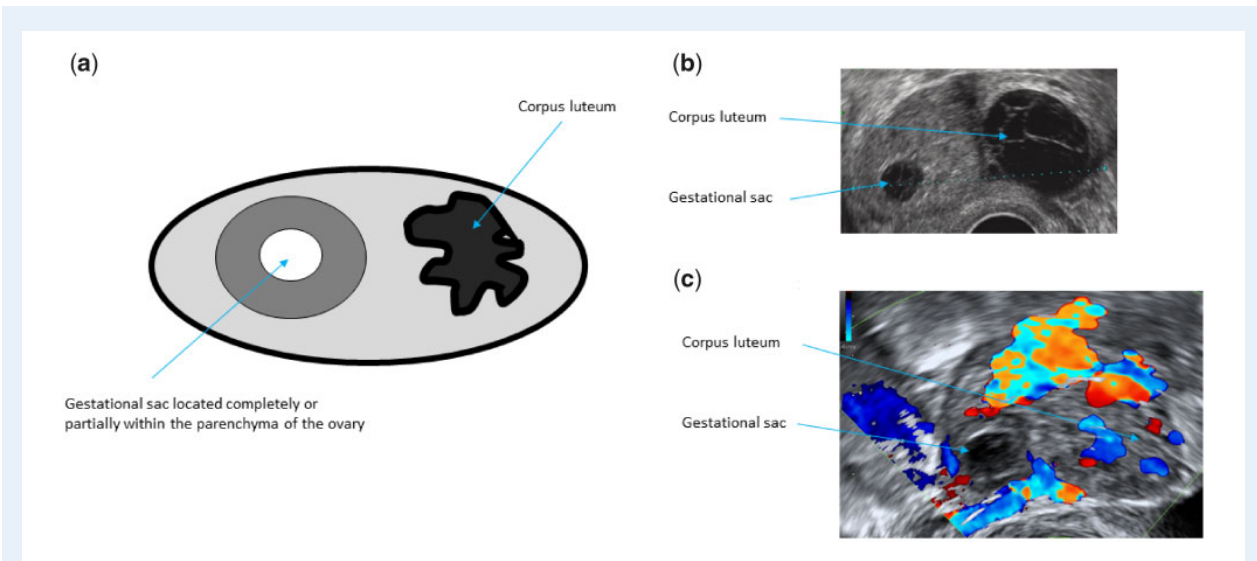 (a)
Corpus luteum
Gestational sac located completely or
partially within the parenchyma of the ovary
(b)
Corpus luteum
Gestational sac
(c)
Corpus luteum
Gestational sac